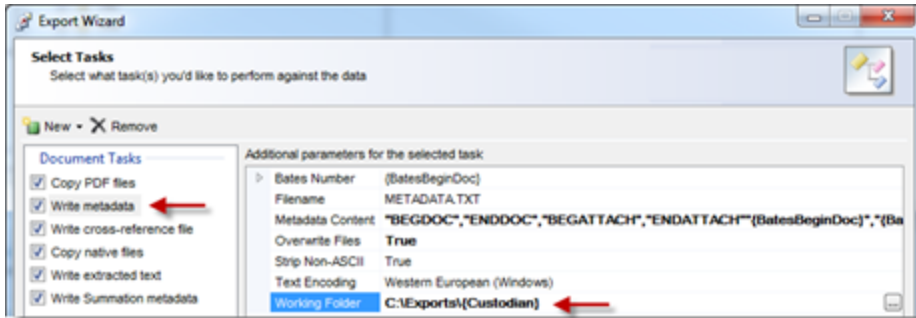 Export Wizard
Select Tasks
Select what task(s) you'd like to perform against the data
New Remove
Document Tasks
Copy PDF files
Write metadata
Write cross-reference file
Copy native files
Write extracted text
Write Summation metadata
Additional parameters for the selected task
Bates Number {BatesBeginDoc}
Filename METADATA.TXT
Metadata Content "BEGDOC","ENDDOC","BEGATTACH","ENDATTACH""{BatesBeginDoc}","{Ba
Overwrite Files True
Strip Non-ASCII True
Text Encoding Western European (Windows)
Working Folder C:\Exports\{Custodian}
...